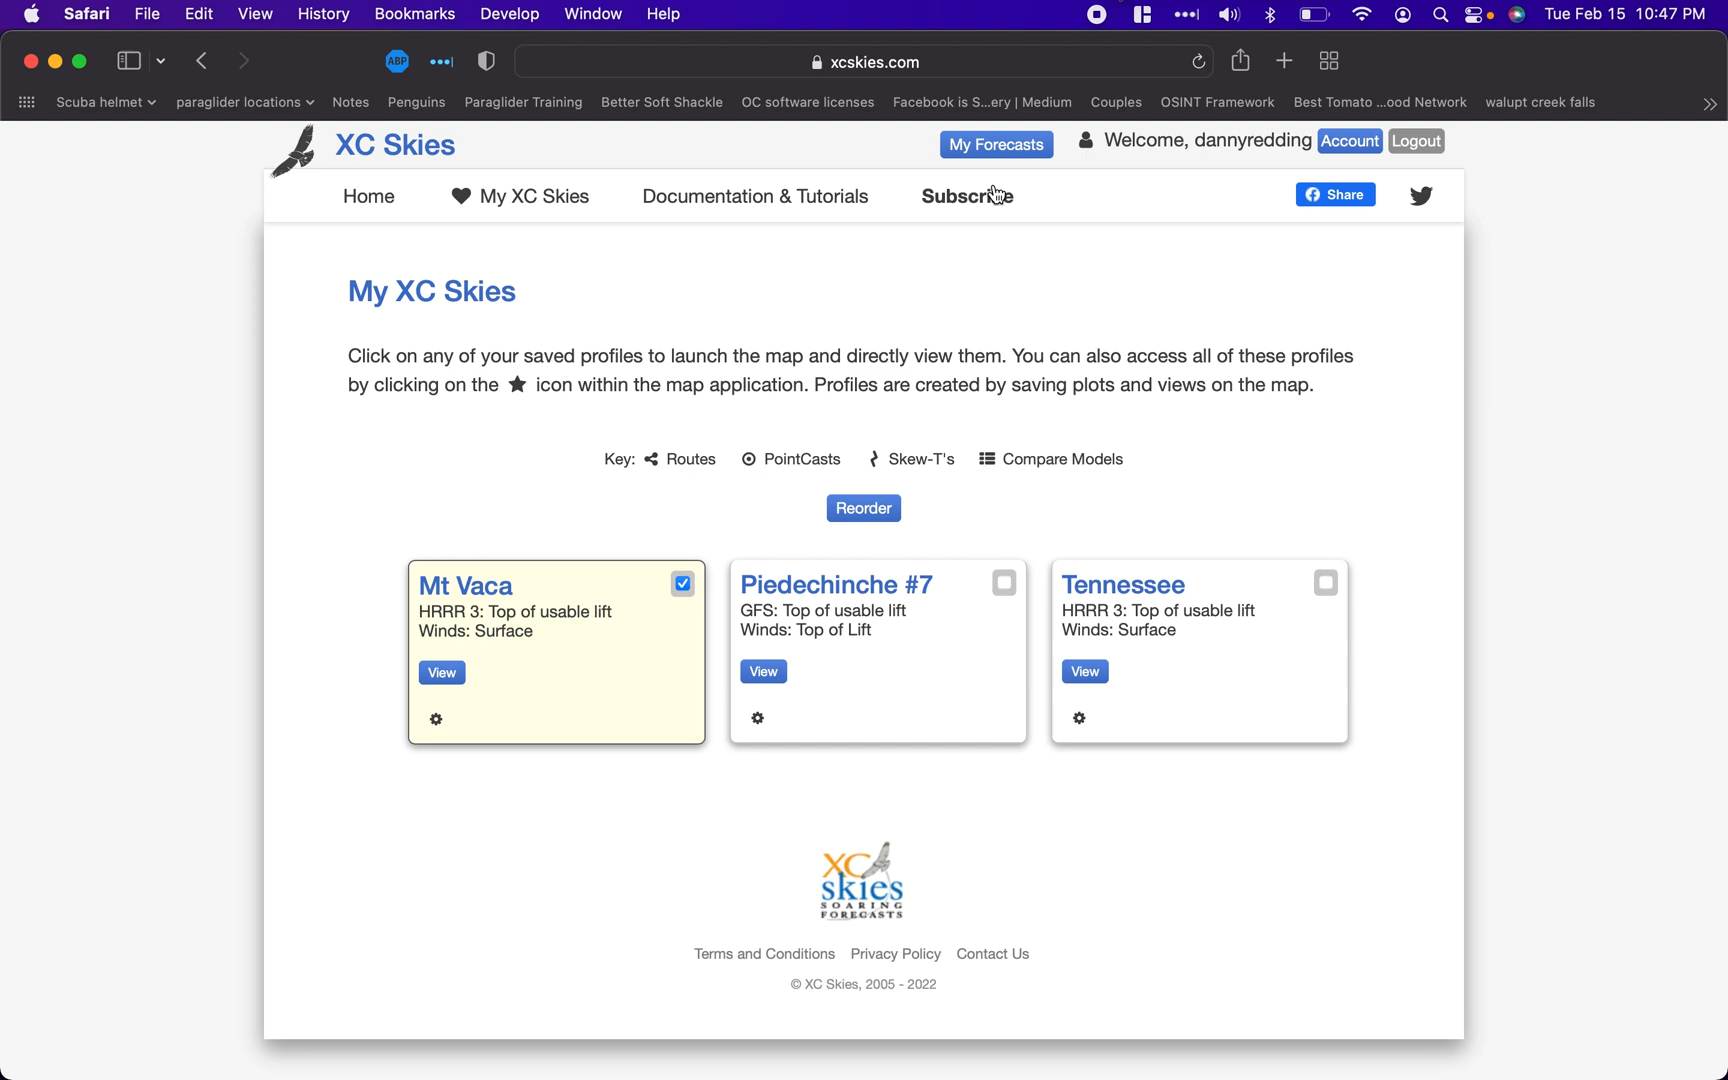 Safari File Edit View History Bookmarks Develop Window Help Tue Feb 15 10:47 PM
ABP xcskies.com
Scuba helmet paraglider locations Notes Penguins Paraglider Training Better Soft Shackle OC software licenses Facebook is S...ery | Medium Couples OSINT Framework Best Tomato ...ood Network walupt creek falls
XC Skies My Forecasts Welcome, dannyredding Account Logout
Home My XC Skies Documentation & Tutorials Subscribe Share
My XC Skies
Click on any of your saved profiles to launch the map and directly view them. You can also access all of these profiles
by clicking on the ★ icon within the map application. Profiles are created by saving plots and views on the map.
Key: Routes PointCasts Skew-T's Compare Models
Reorder
Mt Vaca
HRRR 3: Top of usable lift
Winds: Surface
View
Piedechinche #7
GFS: Top of usable lift
Winds: Top of Lift
View
Tennessee
HRRR 3: Top of usable lift
Winds: Surface
View
XC
skies
SOARING
FORECASTS
Terms and Conditions Privacy Policy Contact Us
© XC Skies, 2005 - 2022